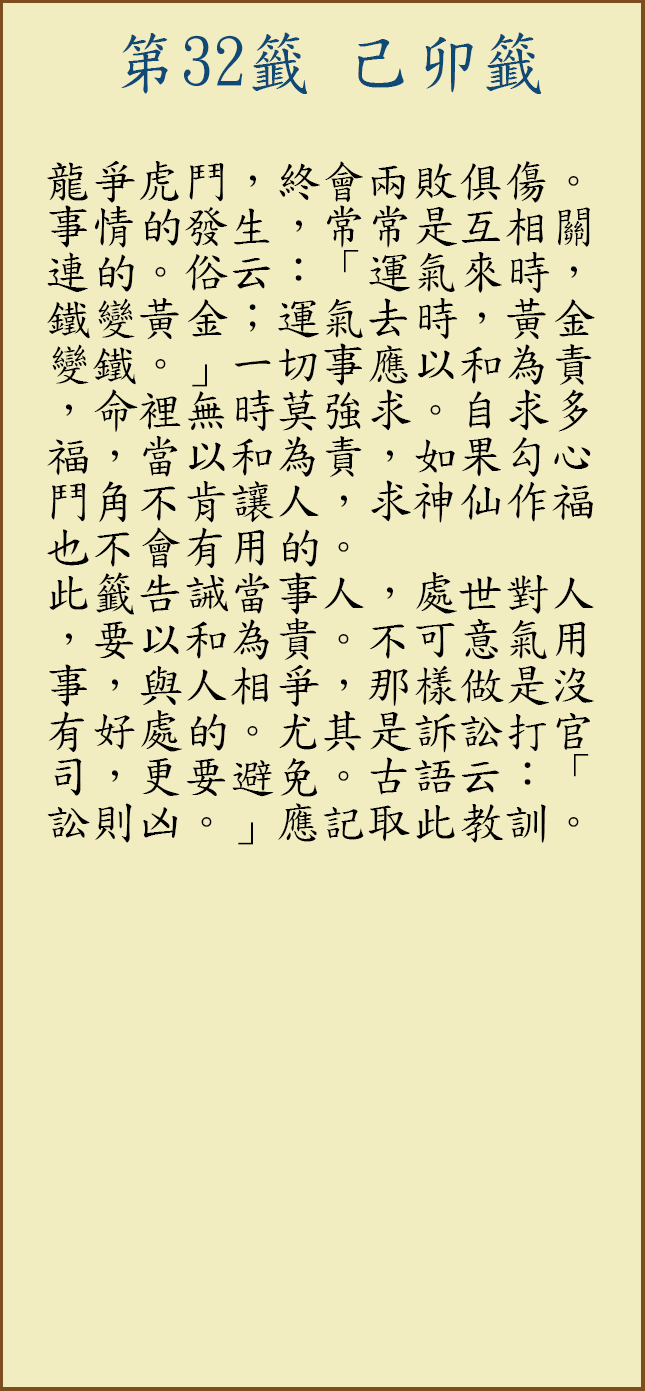 第32籤 己卯籤
龍爭虎鬥，終會兩敗俱傷。
事情的發生，常常是互相關
連的。俗云：「運氣來時，
鐵變黃金；運氣去時，黃金
變鐵。」一切事應以和為責
，命裡無時莫強求。自求多
福，當以和為責，如果勾心
鬥角不肯讓人，求神仙作福
也不會有用的。
此籤告誡當事人，處世對人
，要以和為貴。不可意氣用
事，與人相爭，那樣做是沒
有好處的。尤其是訴訟打官
司，更要避免。古語云：「
訟則凶。」應記取此教訓。